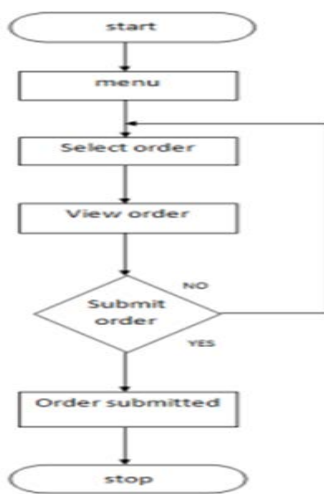 start
menu
Select order
View order
Submit
order
NO
YES
Order submitted
stop